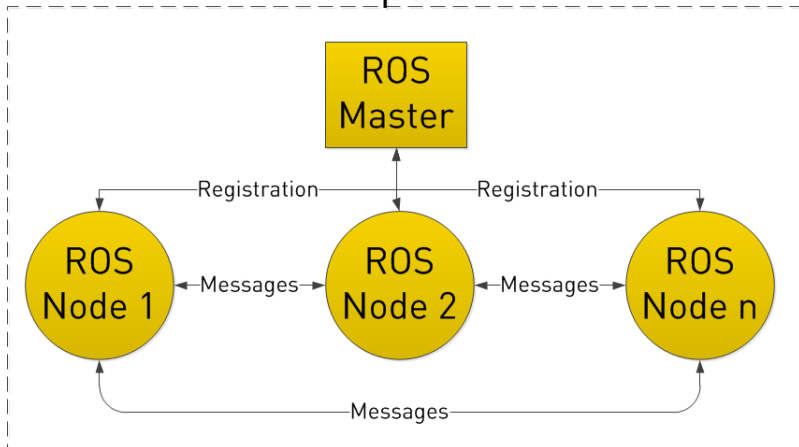 ROS
Master
Registration
Registration
ROS
Node 1
Messages
ROS
Node 2
Messages
ROS
Node n
Messages